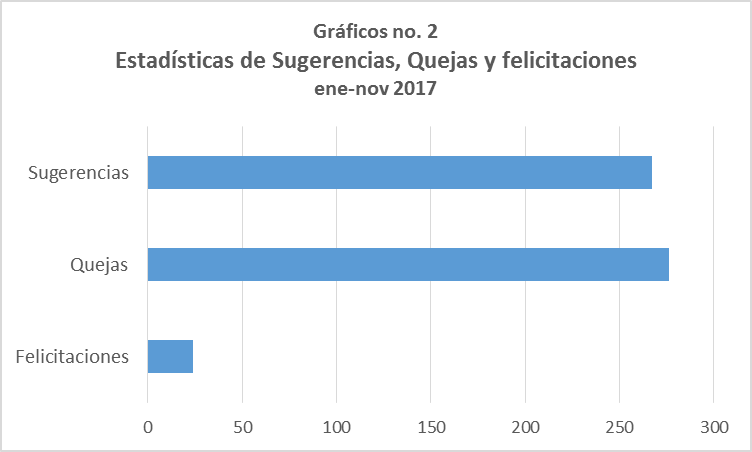 Gráficos no. 2
Estadísticas de Sugerencias, Quejas y felicitaciones
ene-nov 2017
Sugerencias
Quejas
Felicitaciones
0 50 100 150 200 250 300